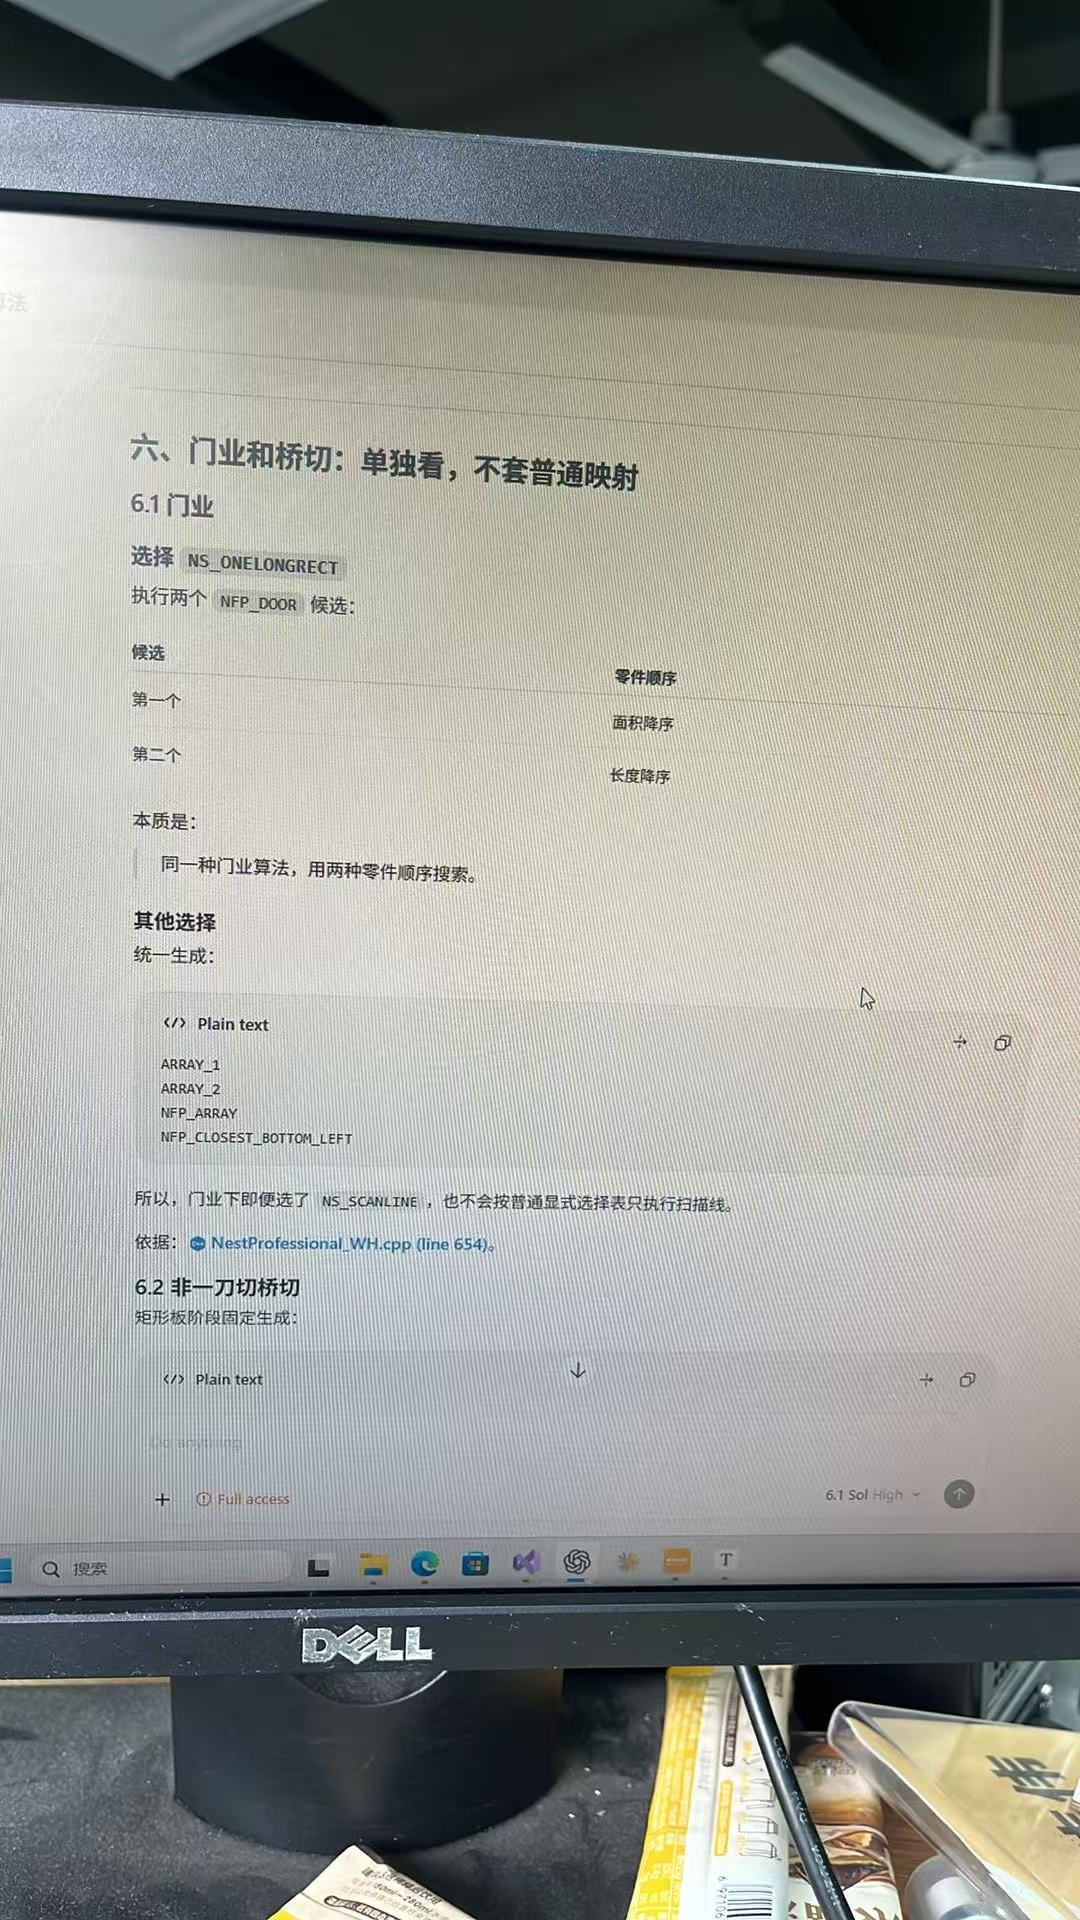 算法
六、门业和桥切：单独看，不套普通映射
6.1 门业
选择 NS_ONELONGRECT
执行两个 NFP_DOOR 候选：
候选 零件顺序
第一个 面积降序
第二个 长度降序
本质是：
同一种门业算法，用两种零件顺序搜索。
其他选择
统一生成：
</> Plain text
ARRAY_1
ARRAY_2
NFP_ARRAY
NFP_CLOSEST_BOTTOM_LEFT
所以，门业下即便选了 NS_SCANLINE ，也不会按普通显式选择表只执行扫描线。
依据： NestProfessional_WH.cpp (line 654)。
6.2 非一刀切桥切
矩形板阶段固定生成：
</> Plain text
Do anything
+ Full access 6.1 Sol High
搜索
T
DELL